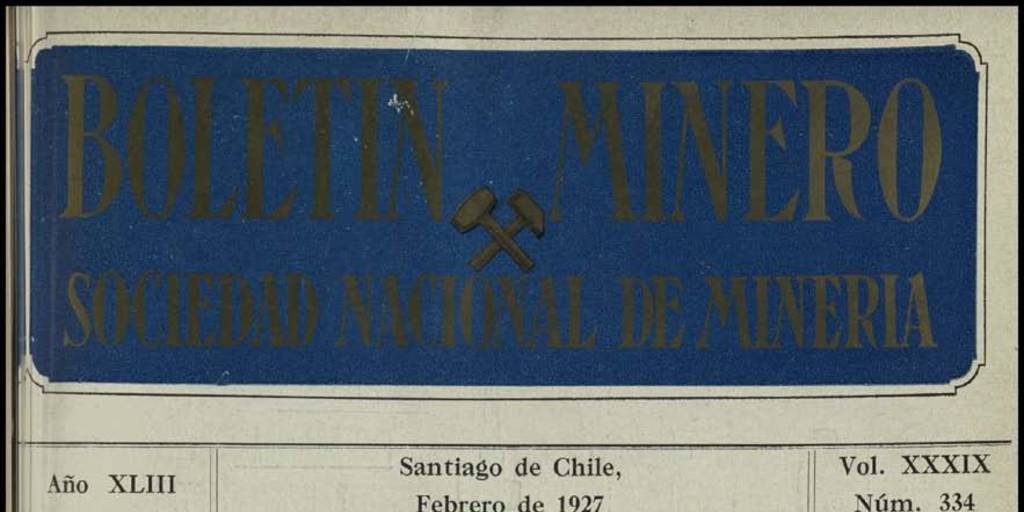 BOLETIN MINERO
SOCIEDAD NACIONAL DE MINERIA
Año XLIII
Santiago de Chile,
Febrero de 1927
Vol. XXXIX
Núm. 334